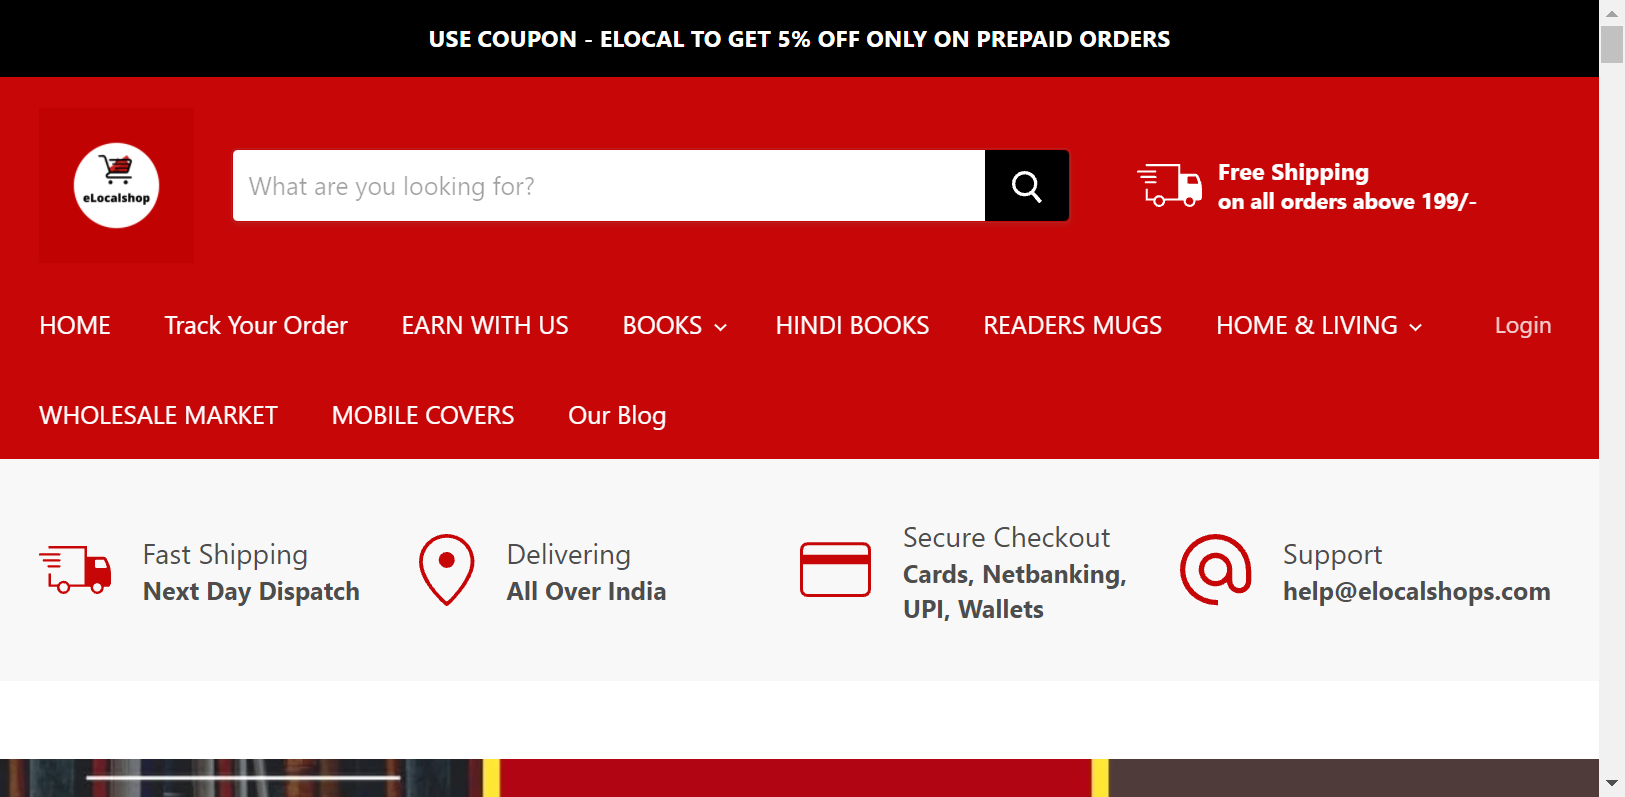 USE COUPON - ELOCAL TO GET 5% OFF ONLY ON PREPAID ORDERS
eLocalshop
What are you looking for?
Free Shipping
on all orders above 199/-
HOME
Track Your Order
EARN WITH US
BOOKS
HINDI BOOKS
READERS MUGS
HOME & LIVING
Login
WHOLESALE MARKET
MOBILE COVERS
Our Blog
Fast Shipping
Next Day Dispatch
Delivering
All Over India
Secure Checkout
Cards, Netbanking,
UPI, Wallets
Support
help@elocalshops.com